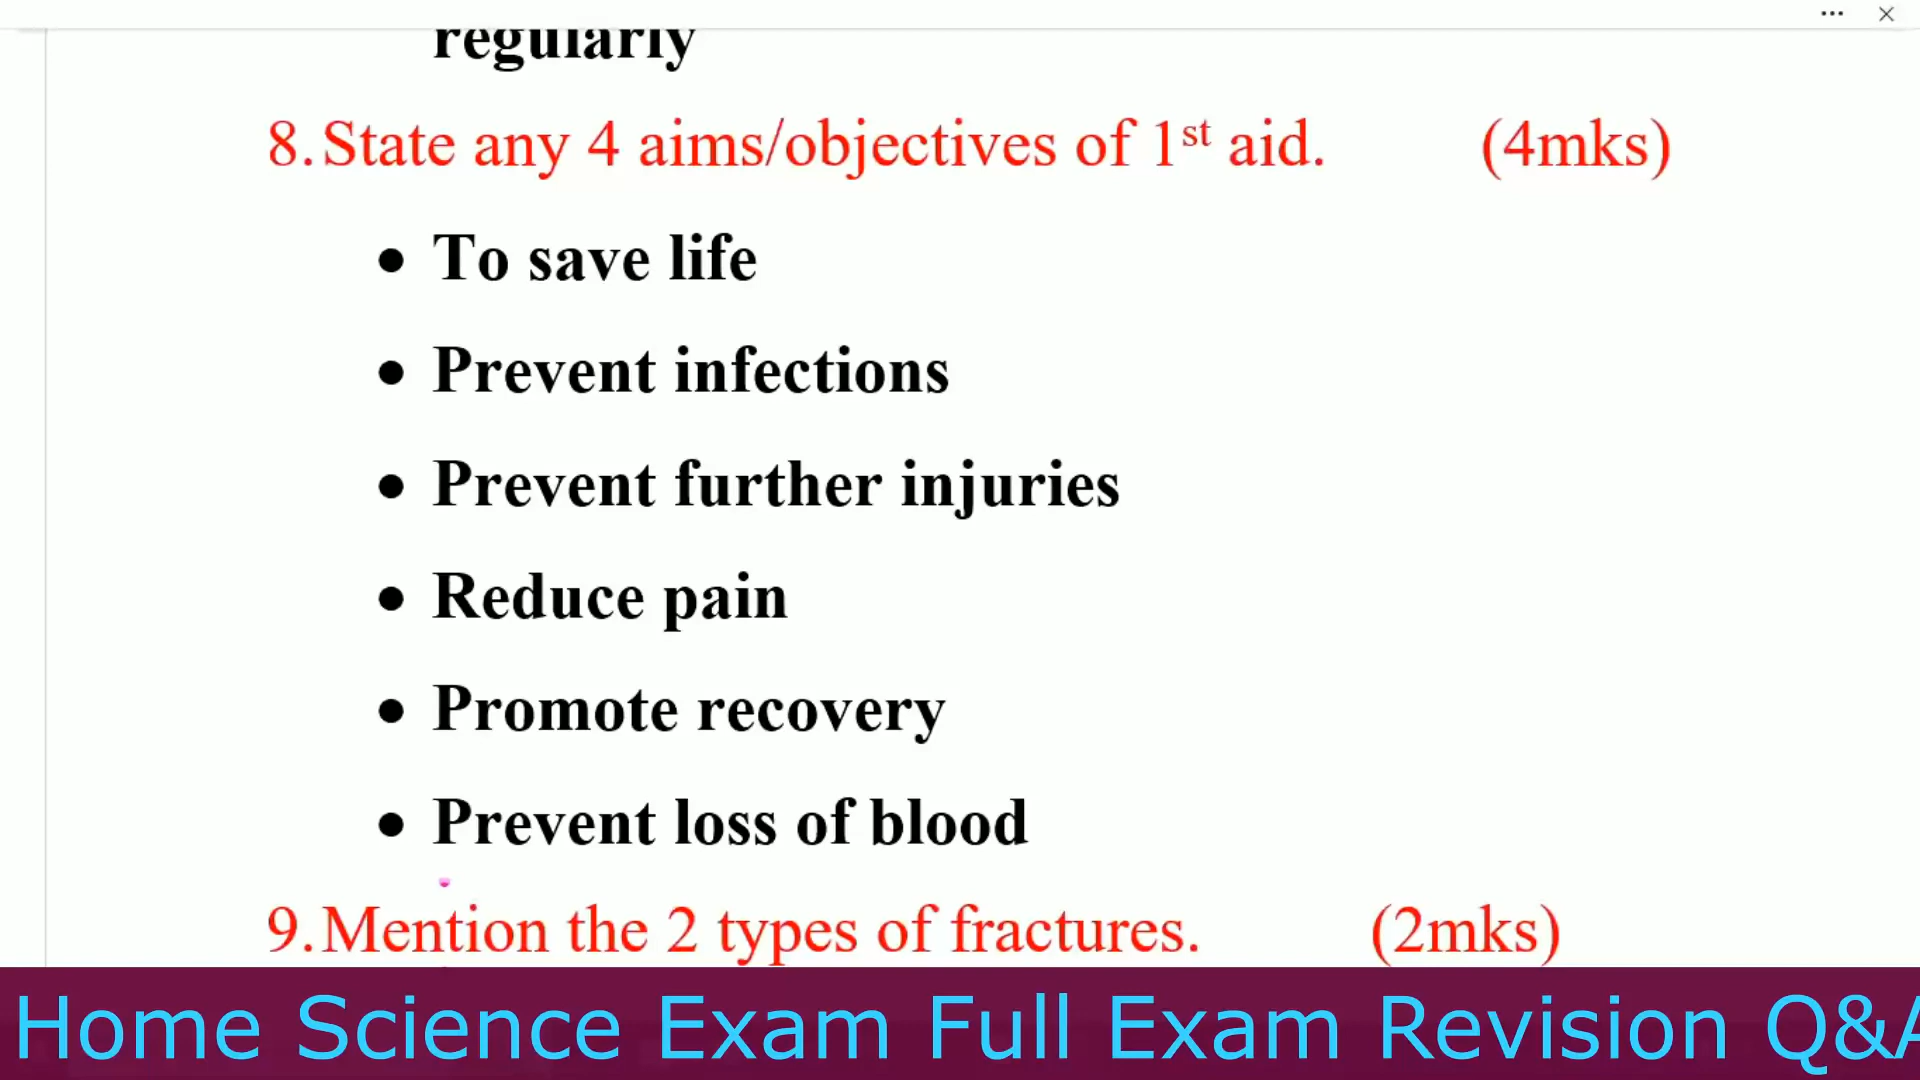 regularly
8. State any 4 aims/objectives of 1st aid. (4mks)
• To save life
• Prevent infections
• Prevent further injuries
• Reduce pain
• Promote recovery
• Prevent loss of blood
9. Mention the 2 types of fractures. (2mks)
Home Science Exam Full Exam Revision Q&A